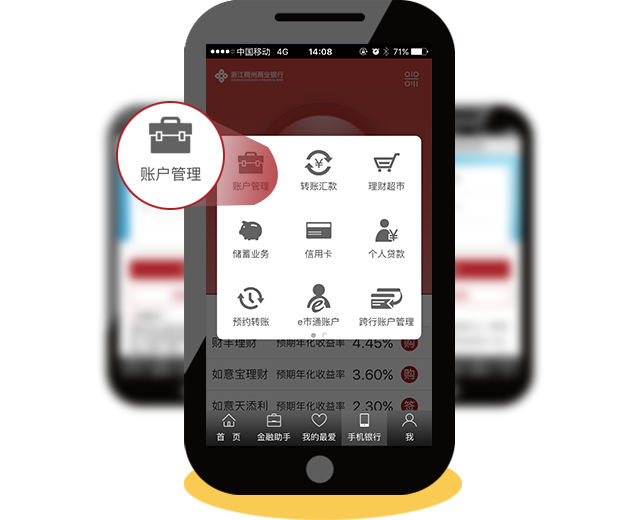 中国移动 4G 14:08 71%
浙江稠州商业银行
账户管理
账户管理 转账汇款 理财超市
储蓄业务 信用卡 个人贷款
预约转账 e市通账户 跨行账户管理
财丰理财 预期年化收益率 4.45% 购
如意宝理财 预期年化收益率 3.60% 购
如意天添利 预期年化收益率 2.30% 签
首页 金融助手 我的最爱 手机银行 我